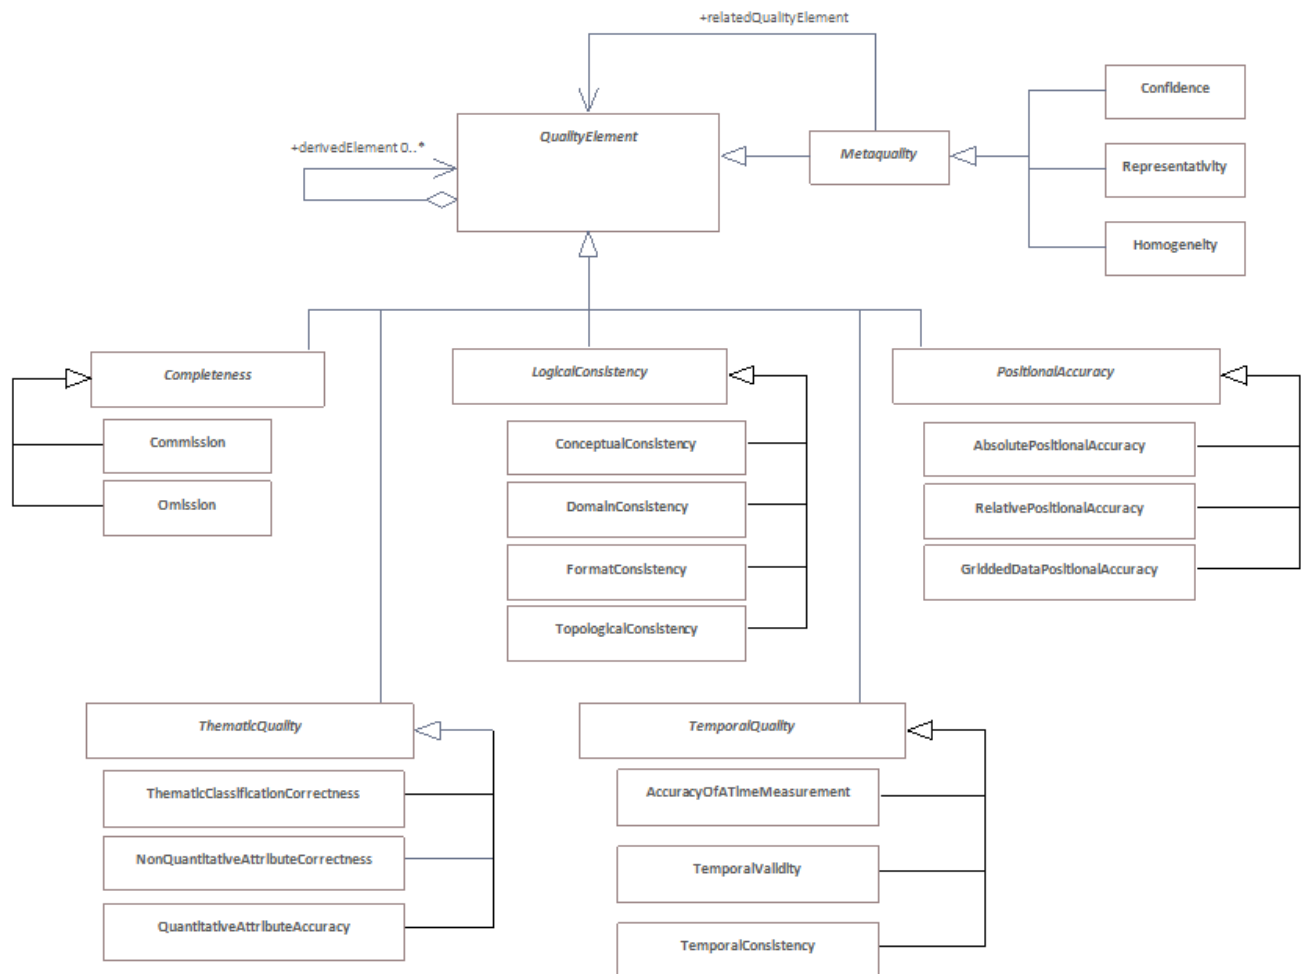 +relatedQualityElement
Confidence
QualityElement
+derivedElement 0..*
Metaquality
Representativity
Homogeneity
Completeness
LogicalConsistency
PositionalAccuracy
Commission
ConceptualConsistency
AbsolutePositionalAccuracy
Omission
DomainConsistency
RelativePositionalAccuracy
FormatConsistency
GriddedDataPositionalAccuracy
TopologicalConsistency
ThematicQuality
TemporalQuality
ThematicClassificationCorrectness
AccuracyOfATimeMeasurement
NonQuantitativeAttributeCorrectness
TemporalValidity
QuantitativeAttributeAccuracy
TemporalConsistency